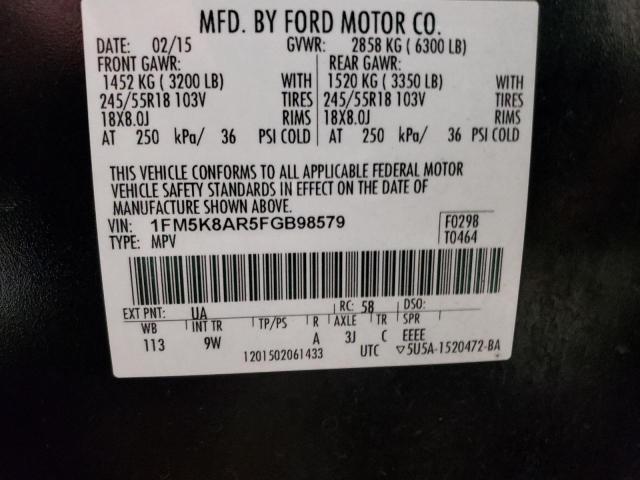 MFD. BY FORD MOTOR CO.
DATE: 02/15 GVWR: 2858 KG ( 6300 LB)
FRONT GAWR: REAR GAWR:
1452 KG ( 3200 LB) WITH 1520 KG ( 3350 LB) WITH
245/55R18 103V TIRES 245/55R18 103V TIRES
18X8.0J RIMS 18X8.0J RIMS
AT 250 kPa/ 36 PSI COLD AT 250 kPa/ 36 PSI COLD
THIS VEHICLE CONFORMS TO ALL APPLICABLE FEDERAL MOTOR
VEHICLE SAFETY STANDARDS IN EFFECT ON THE DATE OF
MANUFACTURE SHOWN ABOVE.
VIN: 1FM5K8AR5FGB98579 F0298
TYPE: MPV T0464
EXT PNT: UA RC: 58 DSO:
WB INT TR TP/PS R AXLE TR SPR
113 9W A 3J C EEEE
1201502061433 UTC ▽5U5A-1520472-BA